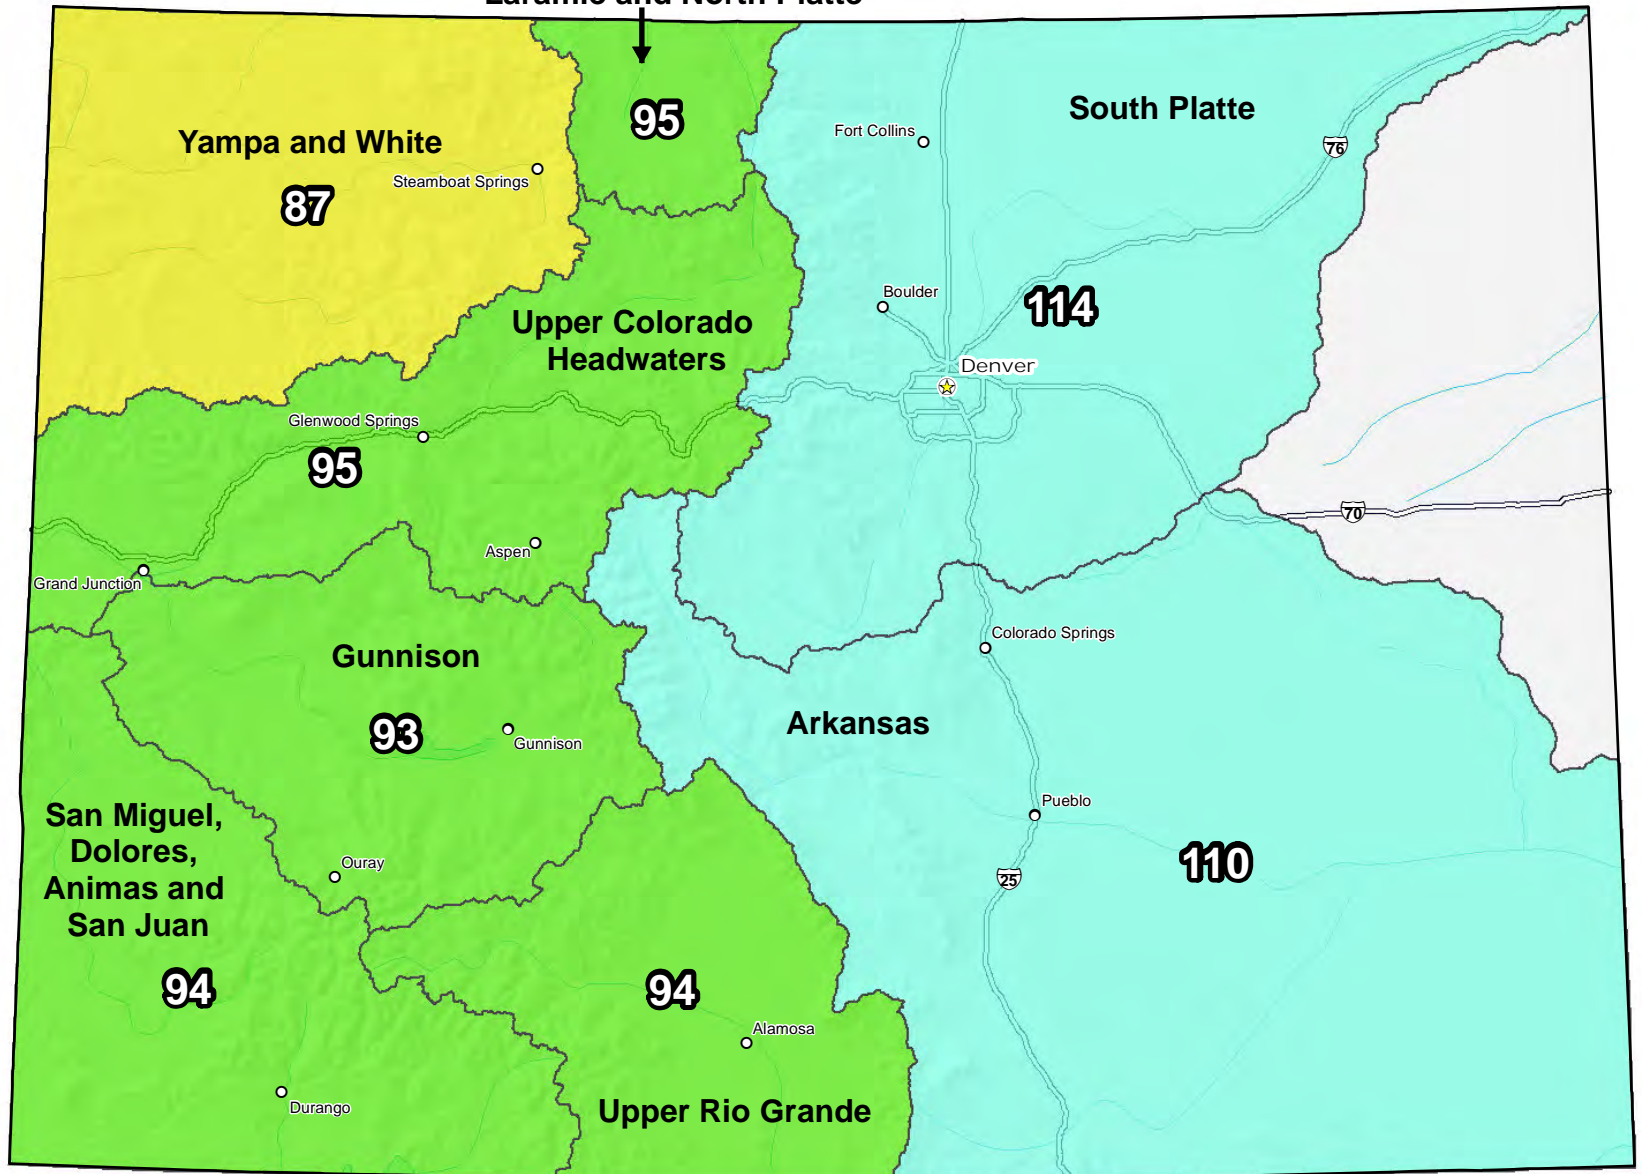 Laramie and North Platte
95
South Platte
Fort Collins
76
Yampa and White
Steamboat Springs
87
Boulder
114
Upper Colorado
Headwaters
Denver
Glenwood Springs
95
70
Aspen
Grand Junction
Colorado Springs
Gunnison
93
Gunnison
Arkansas
Pueblo
San Miguel,
Dolores,
Animas and
San Juan
Ouray
110
25
94
94
Alamosa
Durango
Upper Rio Grande